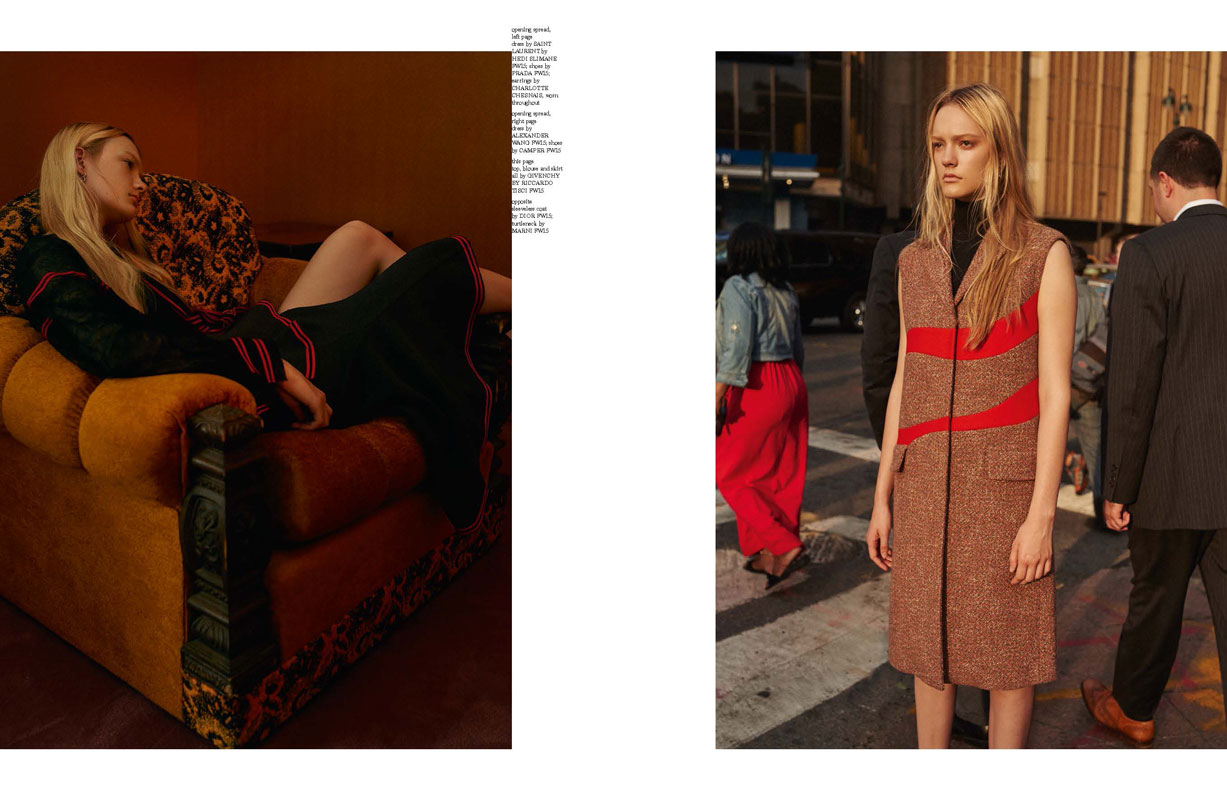 opening spread,
left page
dress by SAINT
LAURENT by
HEDI SLIMANE
FW15; shoes by
PRADA FW15;
earrings by
CHARLOTTE
CHESNAIS, worn
throughout
opening spread,
right page
dress by
ALEXANDER
WANG FW15; shoes
by CAMPER FW15
this page
top, blouse and skirt
all by GIVENCHY
BY RICCARDO
TISCI FW15
opposite
sleeveless coat
by DIOR FW15;
turtleneck by
MARNI FW15